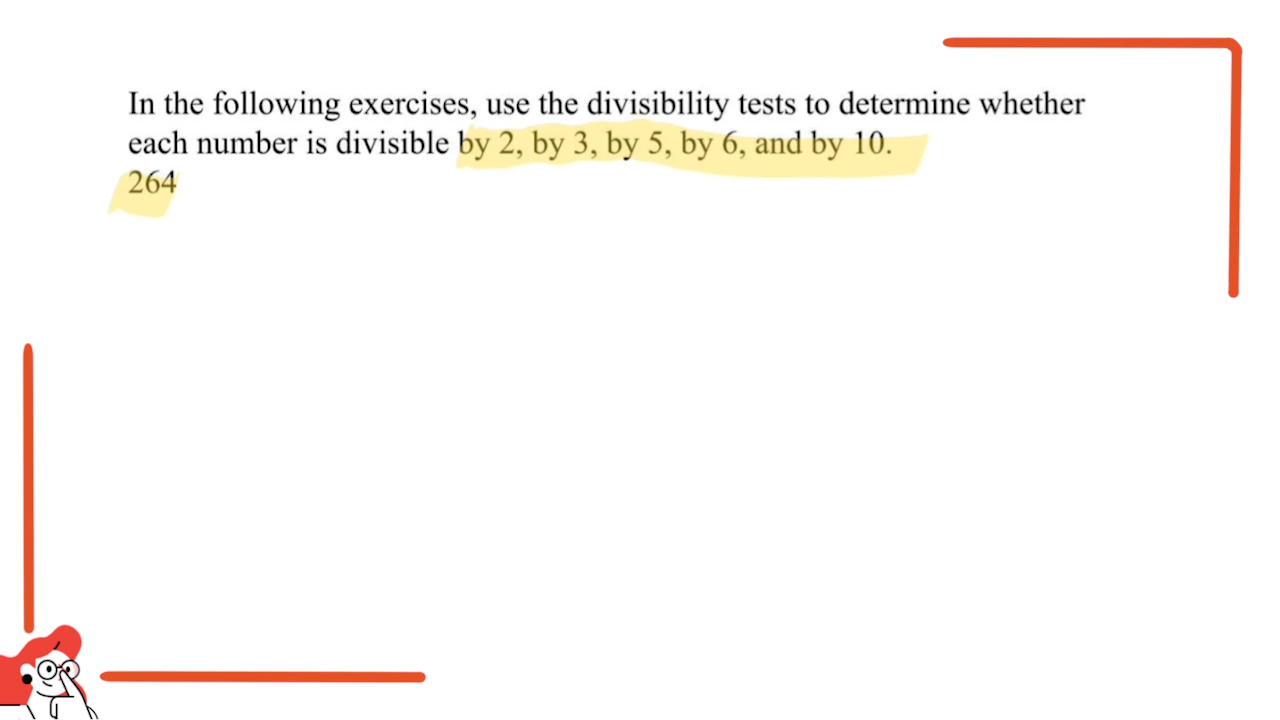 In the following exercises, use the divisibility tests to determine whether
each number is divisible by 2, by 3, by 5, by 6, and by 10.
264